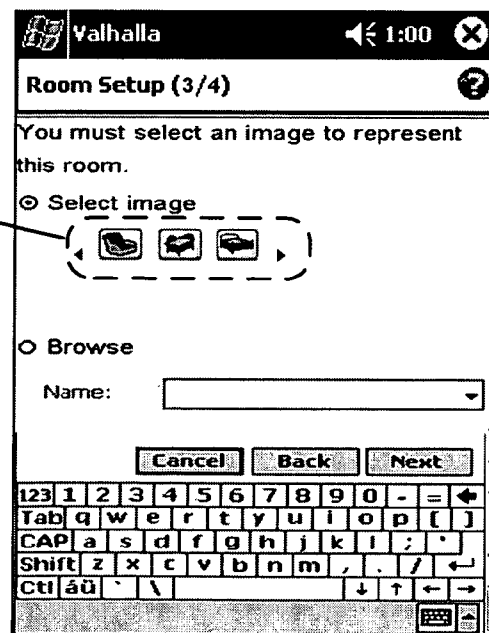 Valhalla 1:00
Room Setup (3/4) ?
You must select an image to represent
this room.
Select image
Browse
Name:
Cancel Back Next
123 1 2 3 4 5 6 7 8 9 0 - = 
Tab q w e r t y u i o p [ ]
CAP a s d f g h j k l ; '
Shift z x c v b n m , . /
Ctl áü ` \